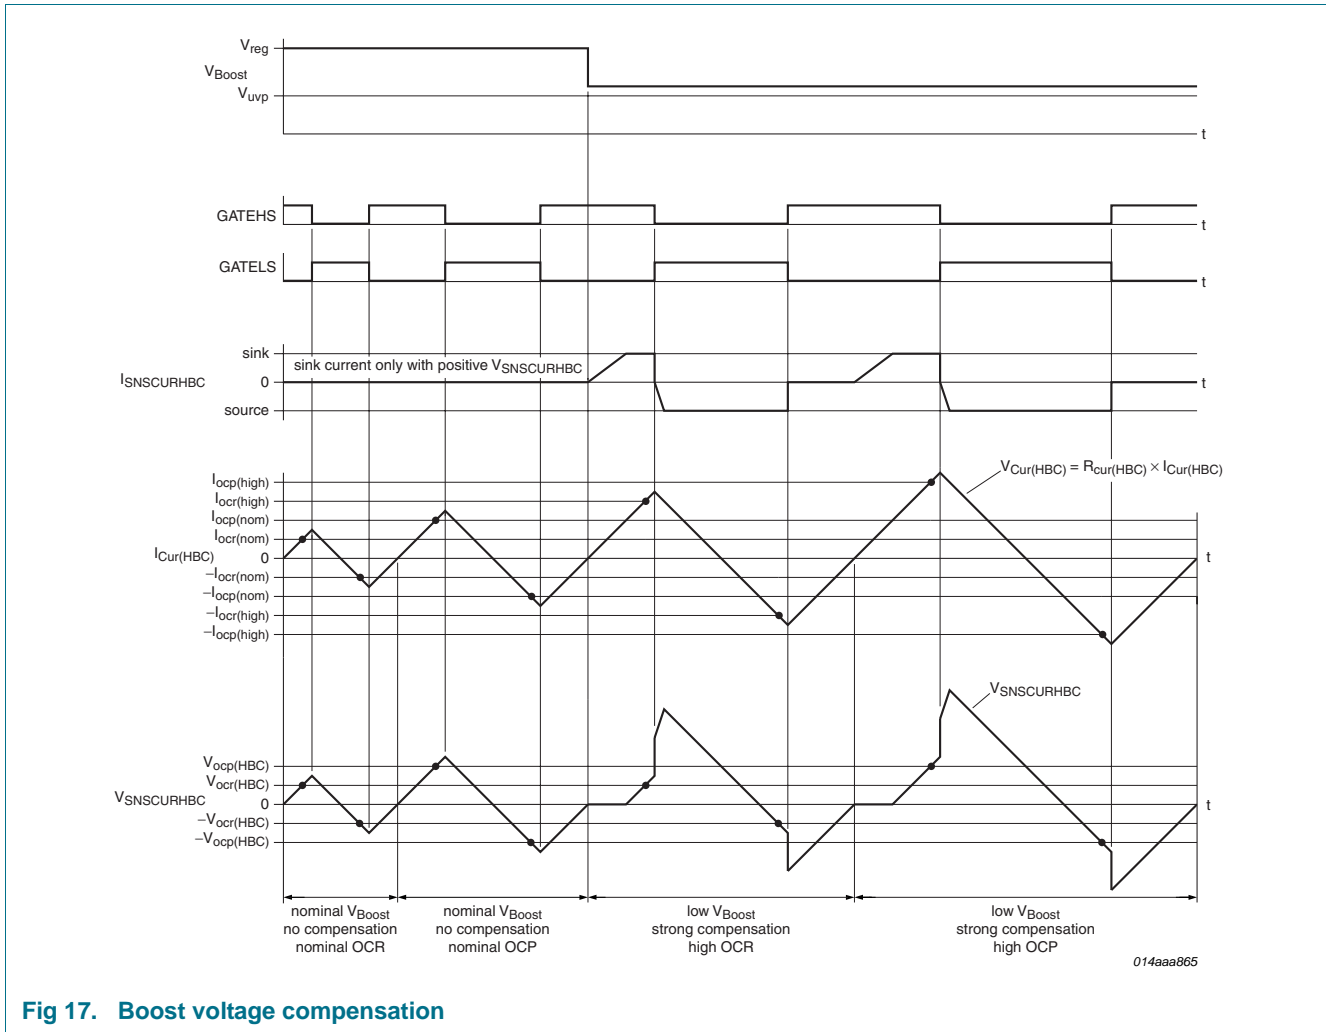 Vreg
VBoost
Vuvp
t
GATEHS
t
GATELS
t
sink
sink current only with positive VSNSCURHBC
ISNSCURHBC
0
t
source
VCur(HBC) = Rcur(HBC) × ICur(HBC)
Iocp(high)
Iocr(high)
Iocp(nom)
Iocr(nom)
ICur(HBC)
0
t
−Iocr(nom)
−Iocp(nom)
−Iocr(high)
−Iocp(high)
VSNSCURHBC
Vocp(HBC)
Vocr(HBC)
VSNSCURHBC
0
t
−Vocr(HBC)
−Vocp(HBC)
nominal VBoost
no compensation
nominal OCR
nominal VBoost
no compensation
nominal OCP
low VBoost
strong compensation
high OCR
low VBoost
strong compensation
high OCP
014aaa865
Fig 17. Boost voltage compensation